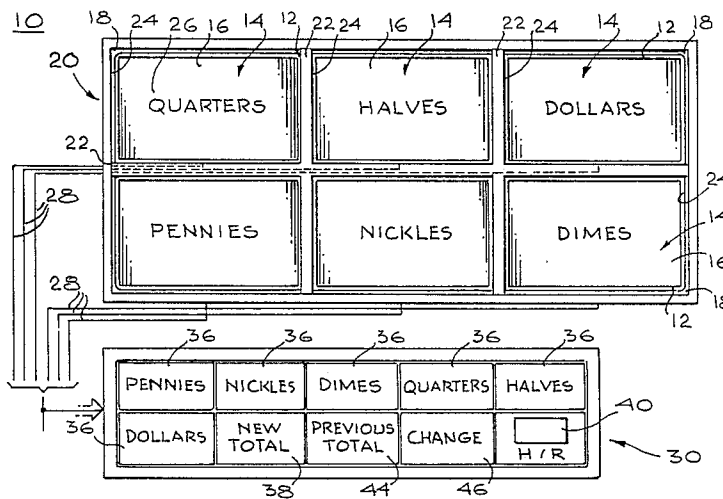 10
18 24 26 16 14 12 22 24 16 14 22 24 14 12 18
20
QUARTERS HALVES DOLLARS
22
28
24
PENNIES NICKLES DIMES
14
16
28
18
12
36 36 36 36 36
PENNIES NICKLES DIMES QUARTERS HALVES
40
36 DOLLARS NEW TOTAL PREVIOUS TOTAL CHANGE H/R
30
38 44 46